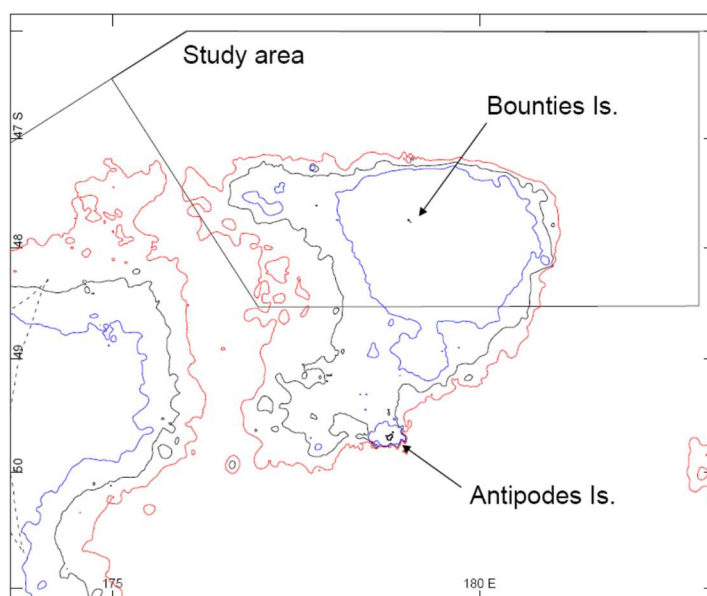 Study area
Bounties Is.
47 S
48
49
50
Antipodes Is.
175
180 E